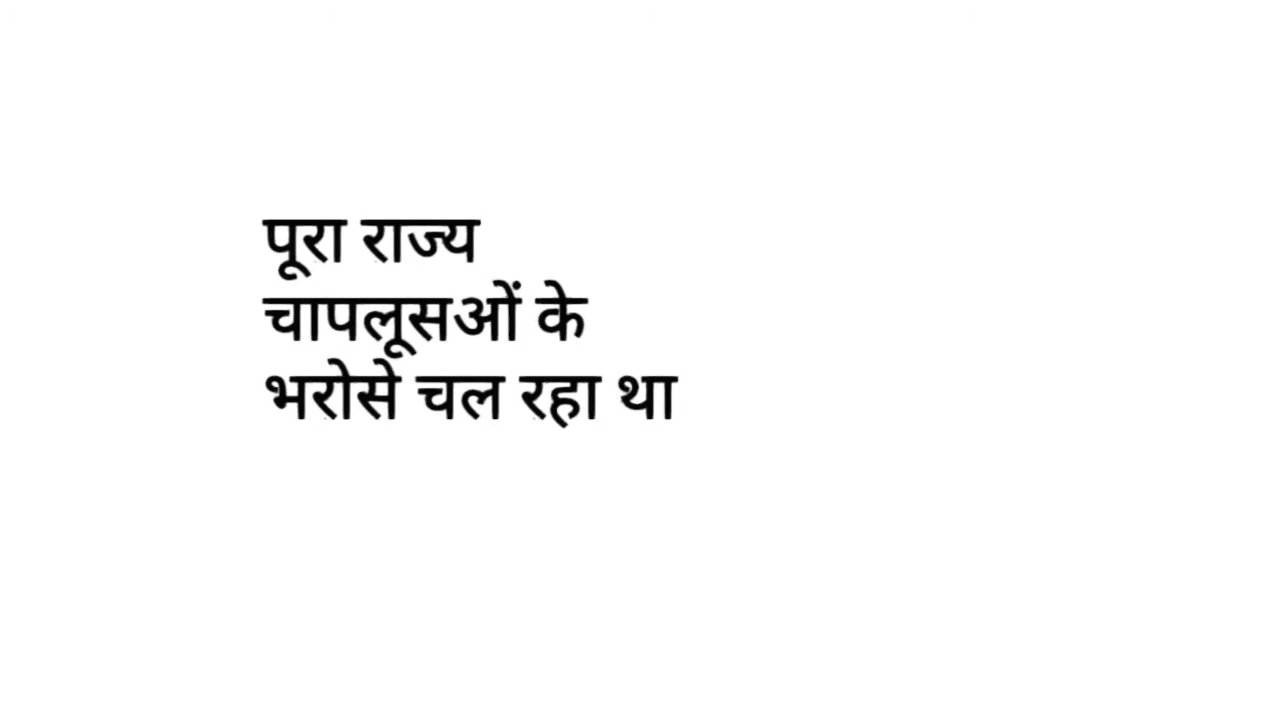 पूरा राज्य
चापलूसओं के
भरोसे चल रहा था